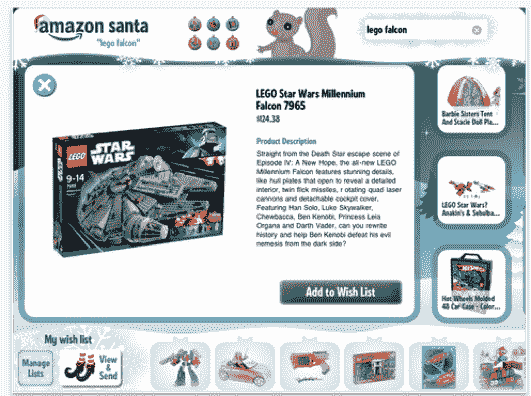 amazon santa
"lego falcon"
lego falcon
LEGO Star Wars Millennium
Falcon 7965
$124.38
Product Description
Straight from the Death Star escape scene of
Episode IV: A New Hope, the all-new LEGO
Millennium Falcon features stunning details,
like hull plates that open to reveal a detailed
interior, twin flick missiles, r otating quad laser
cannons and detachable cockpit cover.
Featuring Han Solo, Luke Skywalker,
Chewbacca, Ben Kenobi, Princess Leia
Organa and Darth Vader, can you rewrite
history and help Ben Kenobi defeat his evil
nemesis from the dark side?
Add to Wish List
LEGO
STAR
WARS
9-14
Barbie Sisters Tent
And Stacie Doll Pla...
LEGO Star Wars?
Anakin's & Sebulba...
Hot Wheels Molded
48 Car Case - Color...
My wish list
Manage
Lists
View
&
Send